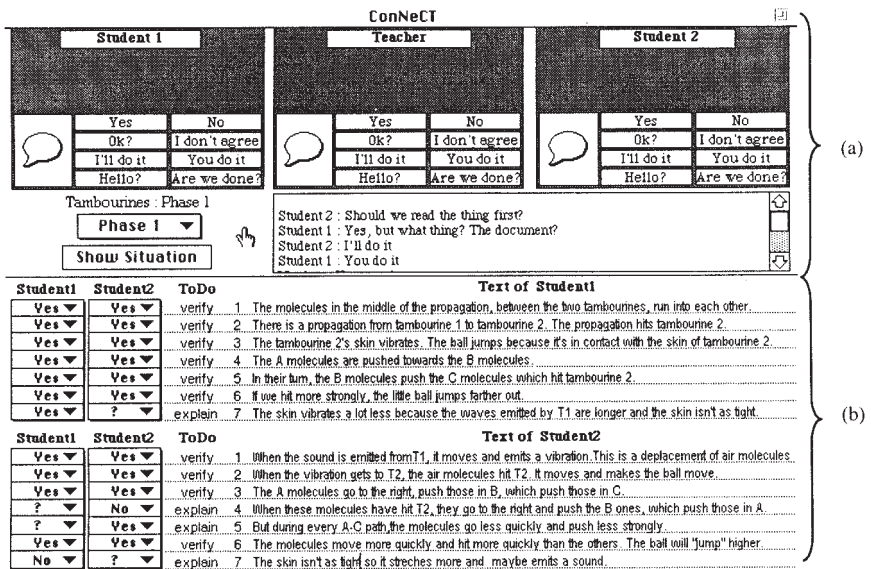 ConNeCT
Student 1 Teacher Student 2
Yes No Yes No Yes No
Ok? I don't agree Ok? I don't agree Ok? I don't agree
I'll do it You do it I'll do it You do it I'll do it You do it
Hello? Are we done? Hello? Are we done? Hello? Are we done?
(a)
Tambourines : Phase 1
Phase 1
Show Situation
Student 2 : Should we read the thing first?
Student 1 : Yes, but what thing? The document?
Student 2 : I'll do it
Student 1 : You do it
Student1 Student2 ToDo Text of Student1
Yes Yes verify 1 The molecules in the middle of the propagation, between the two tambourines, run into each other.
Yes Yes verify 2 There is a propagation from tambourine 1 to tambourine 2. The propagation hits tambourine 2.
Yes Yes verify 3 The tambourine 2's skin vibrates. The ball jumps because it's in contact with the skin of tambourine 2.
Yes Yes verify 4 The A molecules are pushed towards the B molecules.
Yes Yes verify 5 In their turn, the B molecules push the C molecules which hit tambourine 2.
Yes Yes verify 6 If we hit more strongly, the little ball jumps farther out.
Yes ? explain 7 The skin vibrates a lot less because the waves emitted by T1 are longer and the skin isn't as tight.
(b)
Student1 Student2 ToDo Text of Student2
Yes Yes verify 1 When the sound is emitted fromT1, it moves and emits a vibration.This is a deplacement of air molecules
Yes Yes verify 2 When the vibration gets to T2, the air molecules hit T2. It moves and makes the ball move.
Yes Yes verify 3 The A molecules go to the right, push those in B, which push those in C.
? No explain 4 When these molecules have hit T2, they go to the right and push the B ones, which push those in A.
? Yes explain 5 But during every A-C path,the molecules go less quickly and push less strongly.
Yes Yes verify 6 The molecules move more quickly and hit more quickly than the others. The ball will "jump" higher.
No ? explain 7 The skin isn't as tight so it streches more and maybe emits a sound.